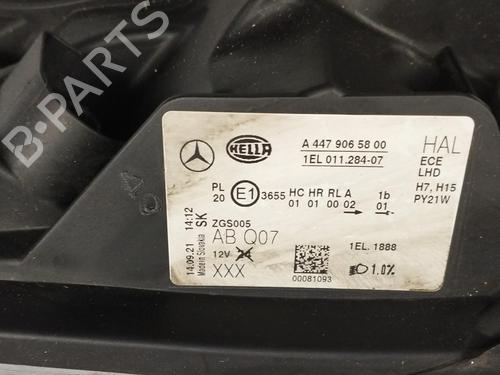 B-PARTS
HELLA
A 447 906 58 00
1EL 011.284-07
HAL
ECE
LHD
H7, H15
PY21W
PL
20
E1
3655
HC HR RL A
01 01 00 02
1b
01
ZGS005
AB Q07
12V 24
XXX
1EL. 1888
00081093
1.0%
14.09.21 14:12
Made in Slovakia SK
AO